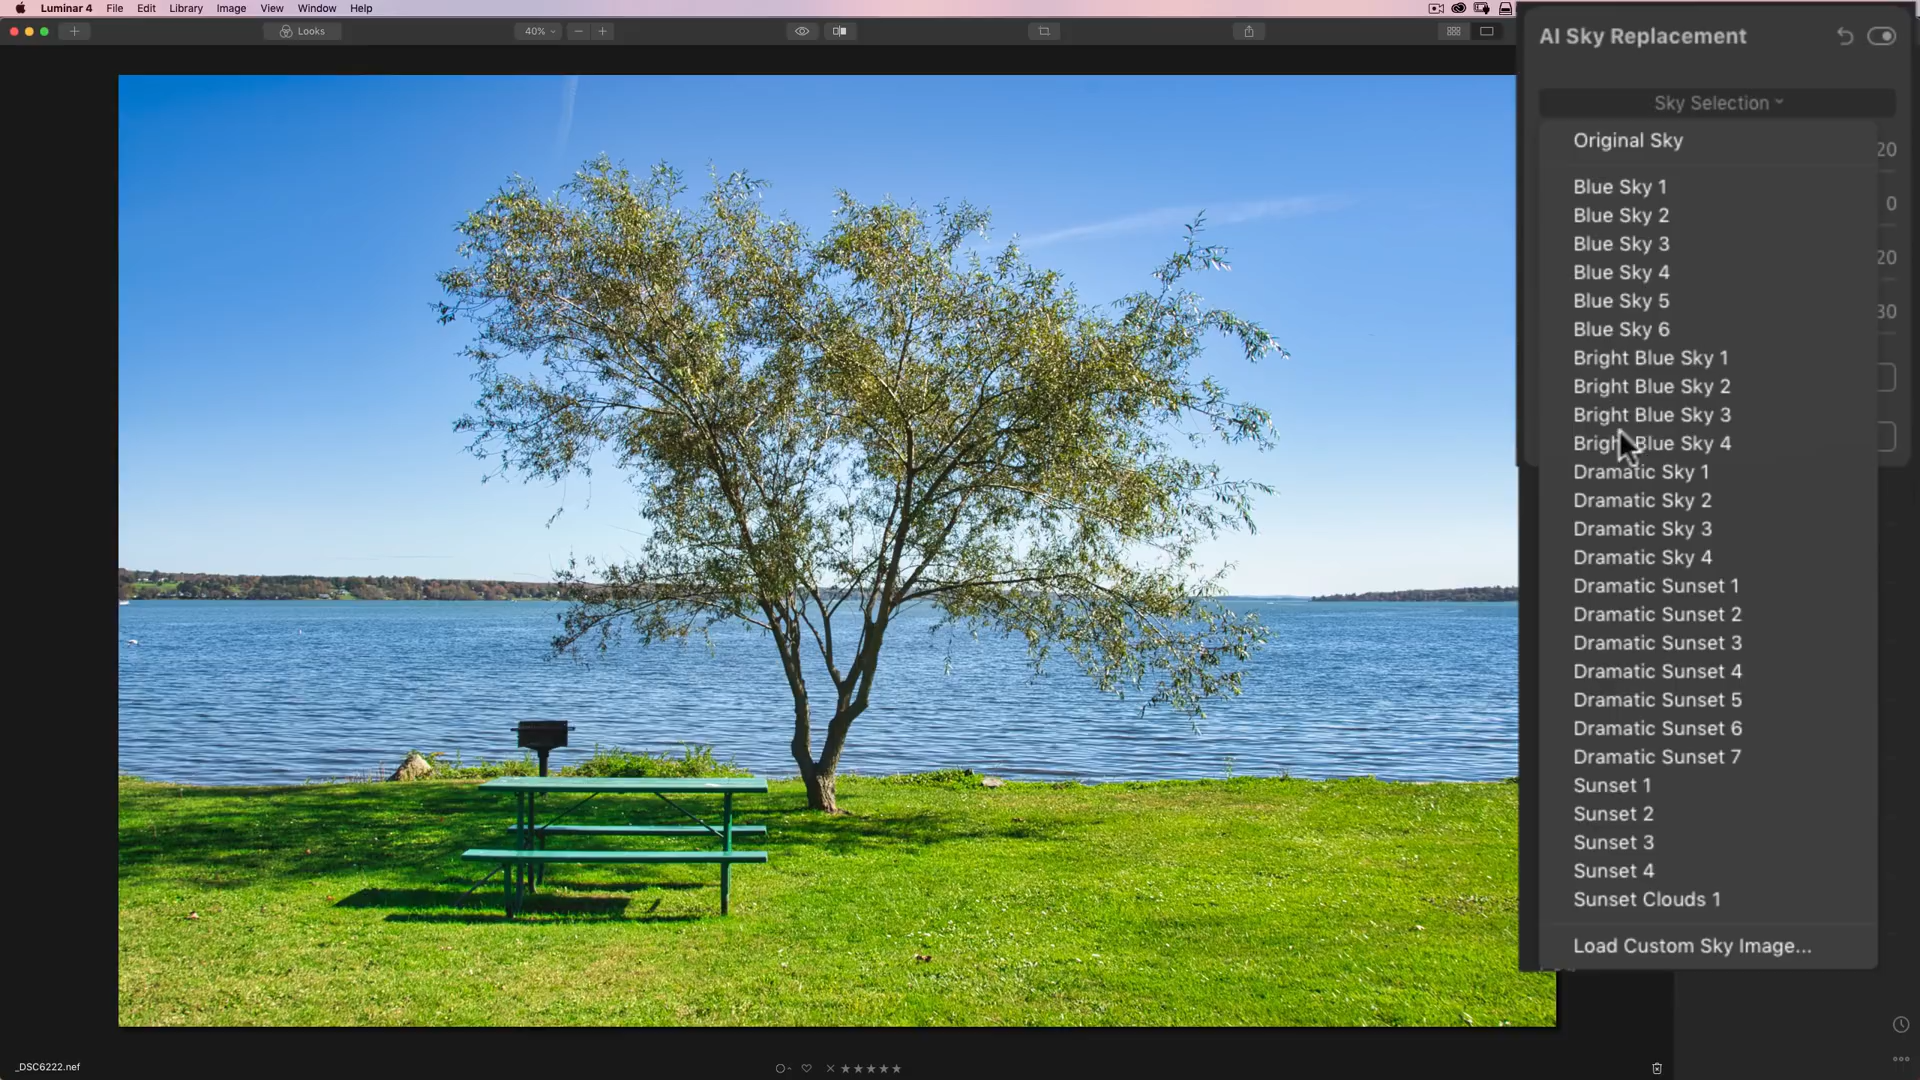 Luminar 4 File Edit Library Image View Window Help
Looks
40%
AI Sky Replacement
Sky Selection
Original Sky
20
Blue Sky 1
0
Blue Sky 2
Blue Sky 3
20
Blue Sky 4
Blue Sky 5
30
Blue Sky 6
Bright Blue Sky 1
Bright Blue Sky 2
Bright Blue Sky 3
Bright Blue Sky 4
Dramatic Sky 1
Dramatic Sky 2
Dramatic Sky 3
Dramatic Sky 4
Dramatic Sunset 1
Dramatic Sunset 2
Dramatic Sunset 3
Dramatic Sunset 4
Dramatic Sunset 5
Dramatic Sunset 6
Dramatic Sunset 7
Sunset 1
Sunset 2
Sunset 3
Sunset 4
Sunset Clouds 1
Load Custom Sky Image...
_DSC6222.nef